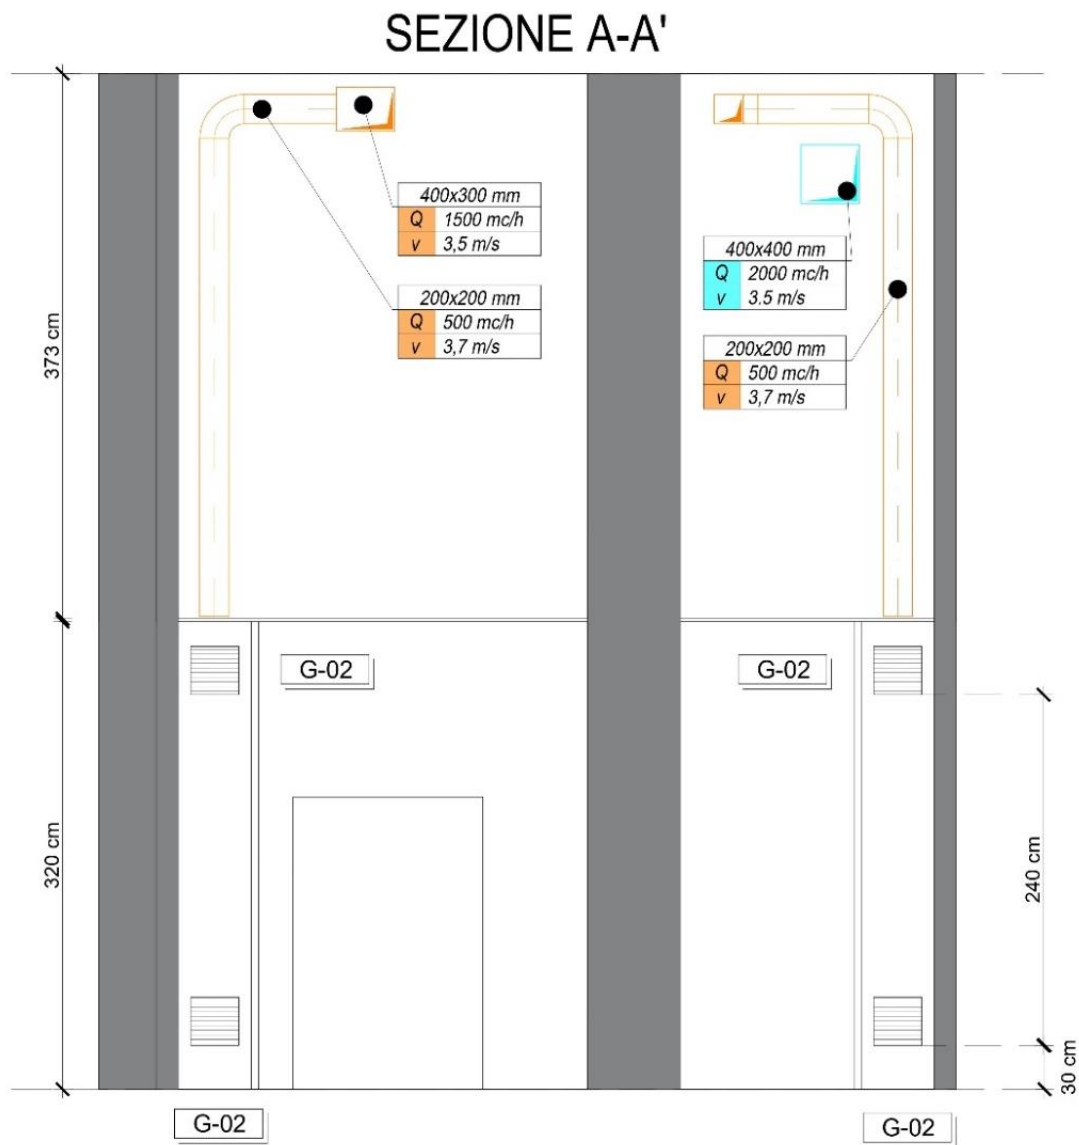 SEZIONE A-A'
400x300 mm
Q 1500 mc/h
v 3,5 m/s
200x200 mm
Q 500 mc/h
v 3,7 m/s
400x400 mm
Q 2000 mc/h
v 3.5 m/s
200x200 mm
Q 500 mc/h
v 3,7 m/s
373 cm
G-02
G-02
320 cm
240 cm
30 cm
G-02
G-02